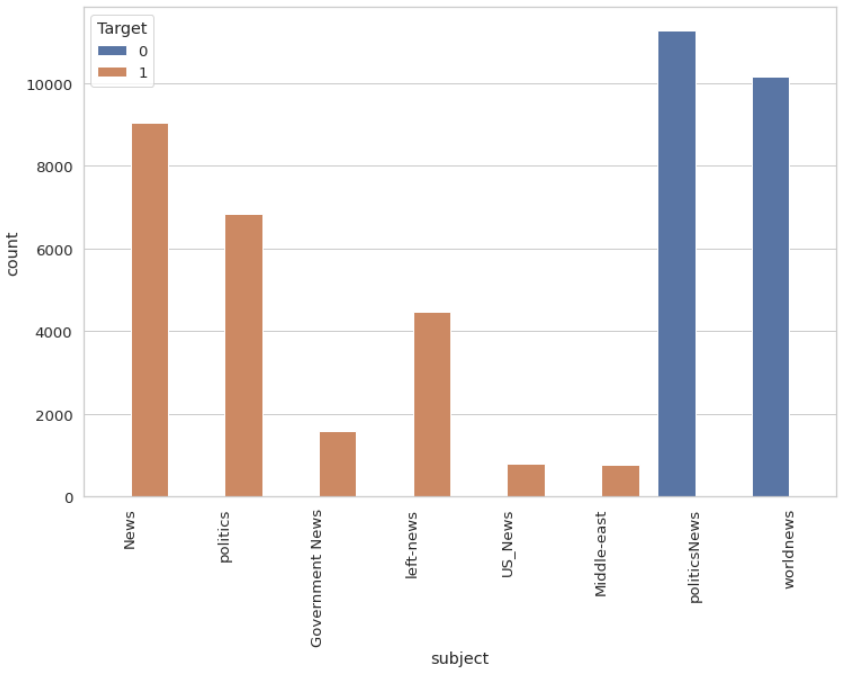 Target
0
1
10000
8000
6000
4000
2000
0
count
News
politics
Government News
left-news
US_News
Middle-east
politicsNews
worldnews
subject